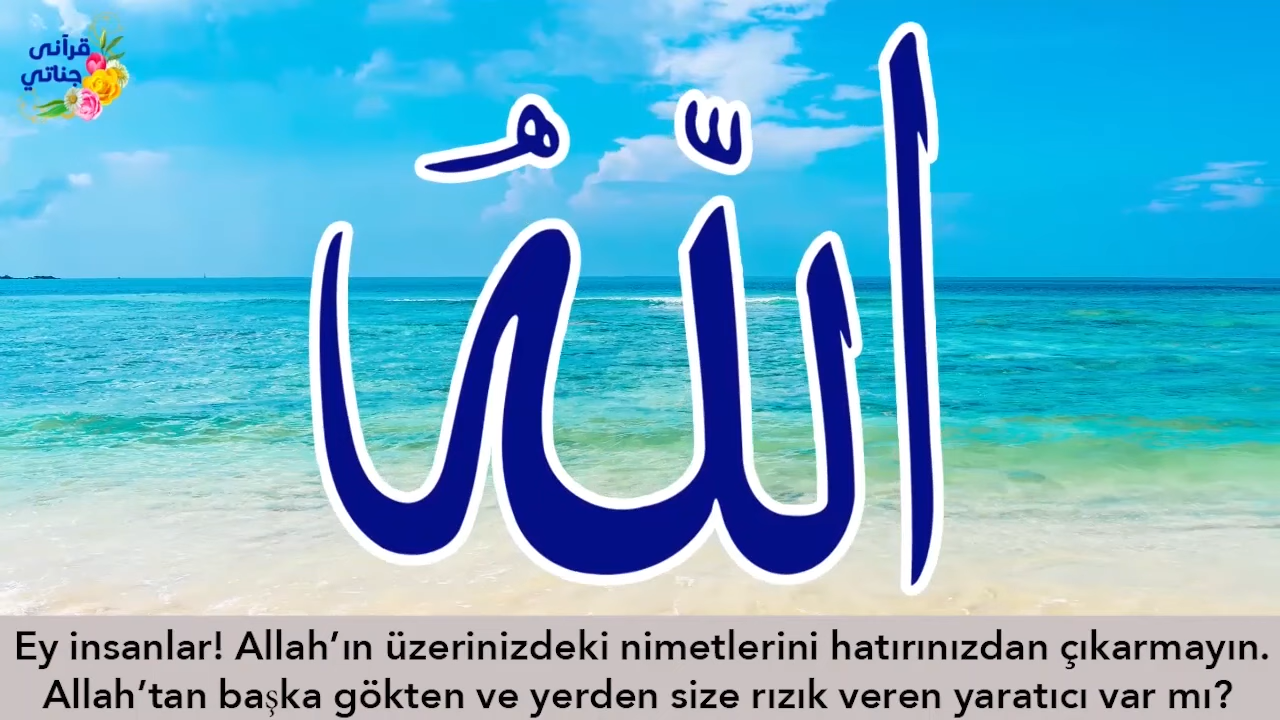 قرآنى
جناتي
الله
Ey insanlar! Allah’ın üzerinizdeki nimetlerini hatırınızdan çıkarmayın.
Allah’tan başka gökten ve yerden size rızık veren yaratıcı var mı?